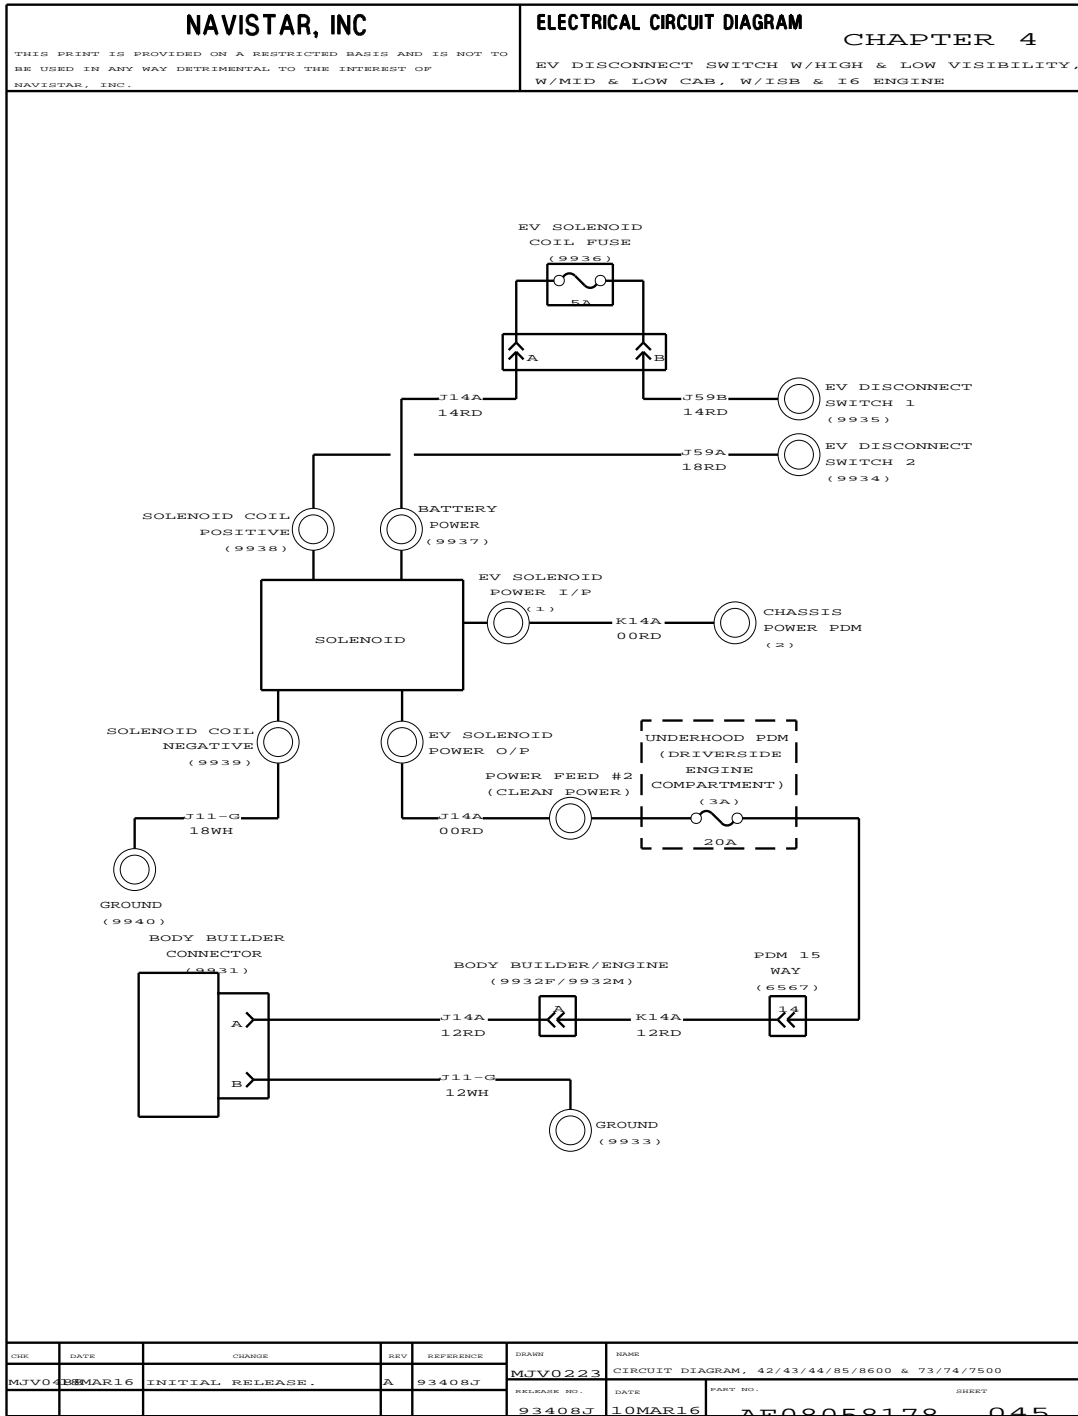 NAVISTAR, INC
THIS PRINT IS PROVIDED ON A RESTRICTED BASIS AND IS NOT TO
BE USED IN ANY WAY DETRIMENTAL TO THE INTEREST OF
NAVISTAR, INC.
ELECTRICAL CIRCUIT DIAGRAM
CHAPTER 4
EV DISCONNECT SWITCH W/HIGH & LOW VISIBILITY,
W/MID & LOW CAB, W/ISB & I6 ENGINE
EV SOLENOID
COIL FUSE
(9936)
5A
A
B
J14A
14RD
J59B
14RD
EV DISCONNECT
SWITCH 1
(9935)
J59A
18RD
EV DISCONNECT
SWITCH 2
(9934)
SOLENOID COIL
POSITIVE
(9938)
BATTERY
POWER
(9937)
EV SOLENOID
POWER I/P
(1)
SOLENOID
K14A
00RD
CHASSIS
POWER PDM
(2)
SOLENOID COIL
NEGATIVE
(9939)
EV SOLENOID
POWER O/P
POWER FEED #2
(CLEAN POWER)
UNDERHOOD PDM
(DRIVERSIDE
ENGINE
COMPARTMENT)
(3A)
20A
J11-G
18WH
J14A
00RD
GROUND
(9940)
BODY BUILDER
CONNECTOR
(9931)
BODY BUILDER/ENGINE
(9932F/9932M)
PDM 15
WAY
(6567)
A
J14A
12RD
A
K14A
12RD
14
B
J11-G
12WH
GROUND
(9933)
CHK
DATE
CHANGE
REV
REFERENCE
DRAWN
NAME
MAR16
INITIAL RELEASE.
A
93408J
MJV0223
CIRCUIT DIAGRAM, 42/43/44/85/8600 & 73/74/7500
RELEASE NO.
DATE
PART NO.
SHEET
93408J
10MAR16
AE08058178
045